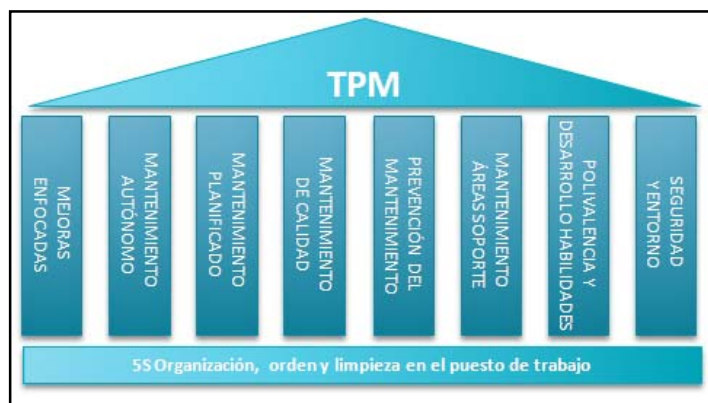 TPM
MEJORAS
ENFOCADAS
MANTENIMIENTO
AUTÓNOMO
MANTENIMIENTO
PLANIFICADO
MANTENIMIENTO
DE CALIDAD
PREVENCIÓN DEL
MANTENIMIENTO
MANTENIMIENTO
ÁREAS SOPORTE
POLIVALENCIA Y
DESARROLLO HABILIDADES
SEGURIDAD
Y ENTORNO
5S Organización, orden y limpieza en el puesto de trabajo